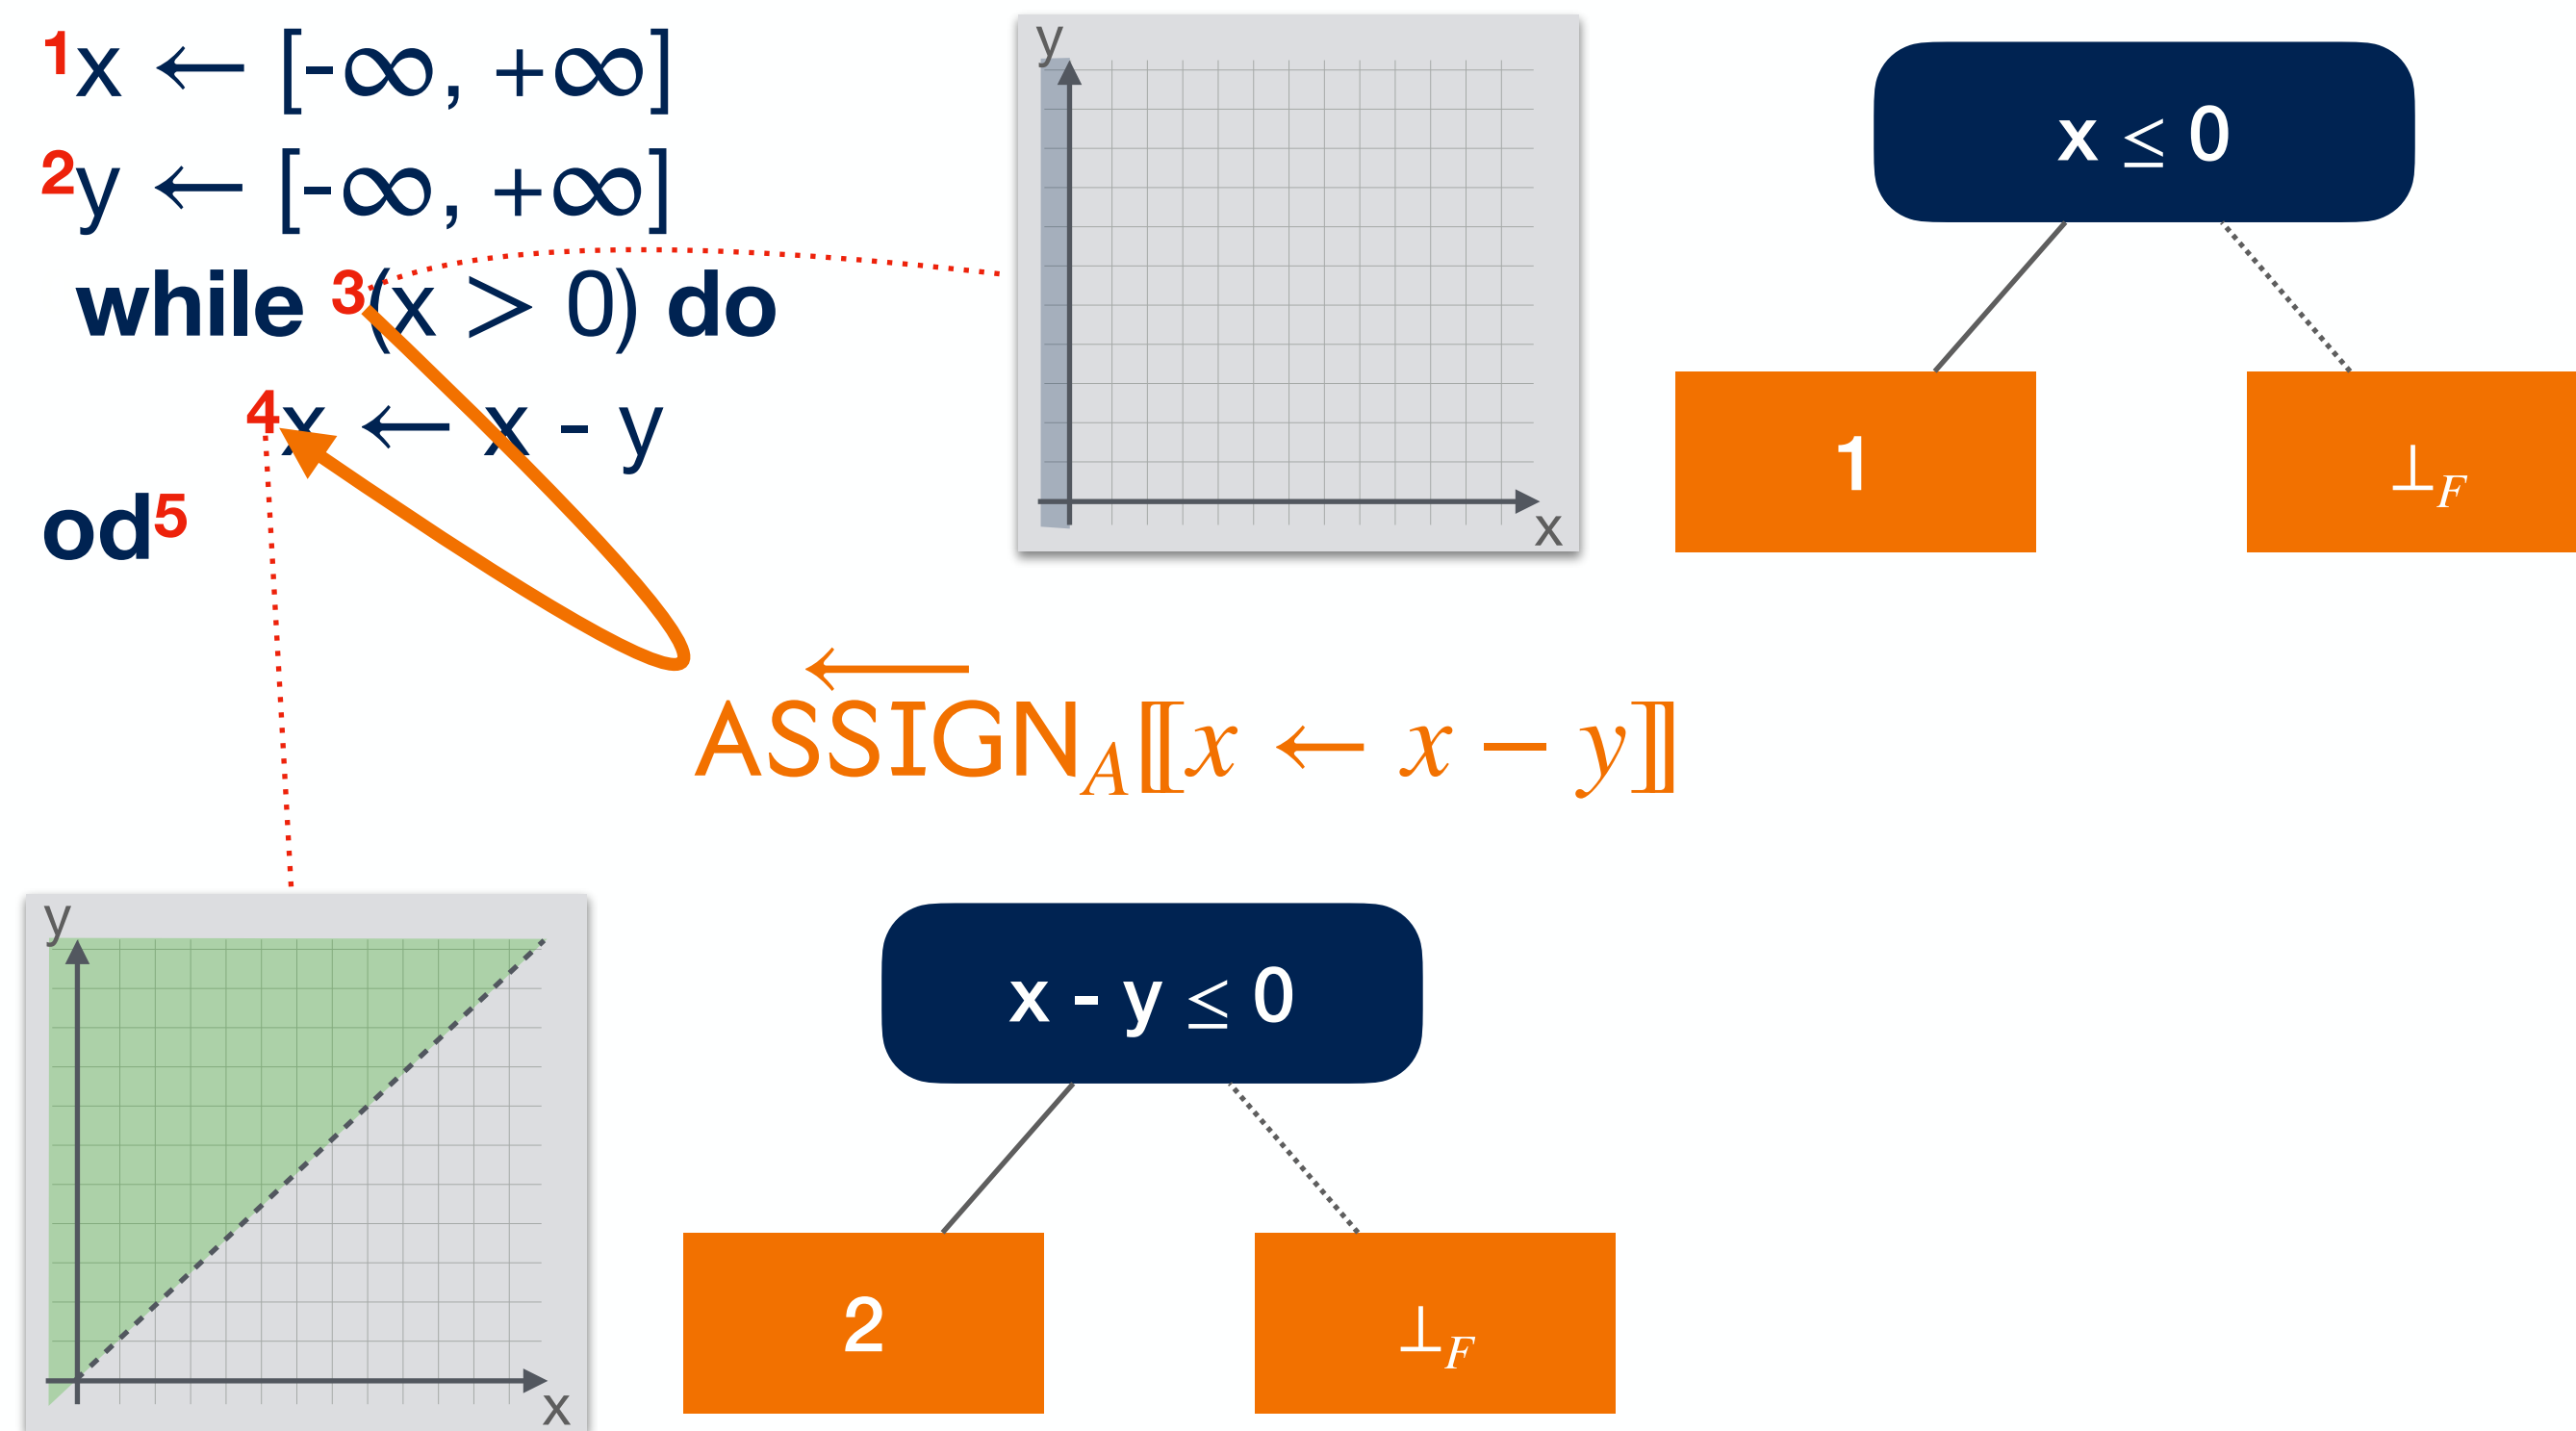 1x ← [-∞, +∞]
2y ← [-∞, +∞]
while 3(x > 0) do
4x ← x - y
od5
y
x
x ≤ 0
1
⊥F
←
ASSIGNA⟦x ← x − y⟧
y
x
x - y ≤ 0
2
⊥F